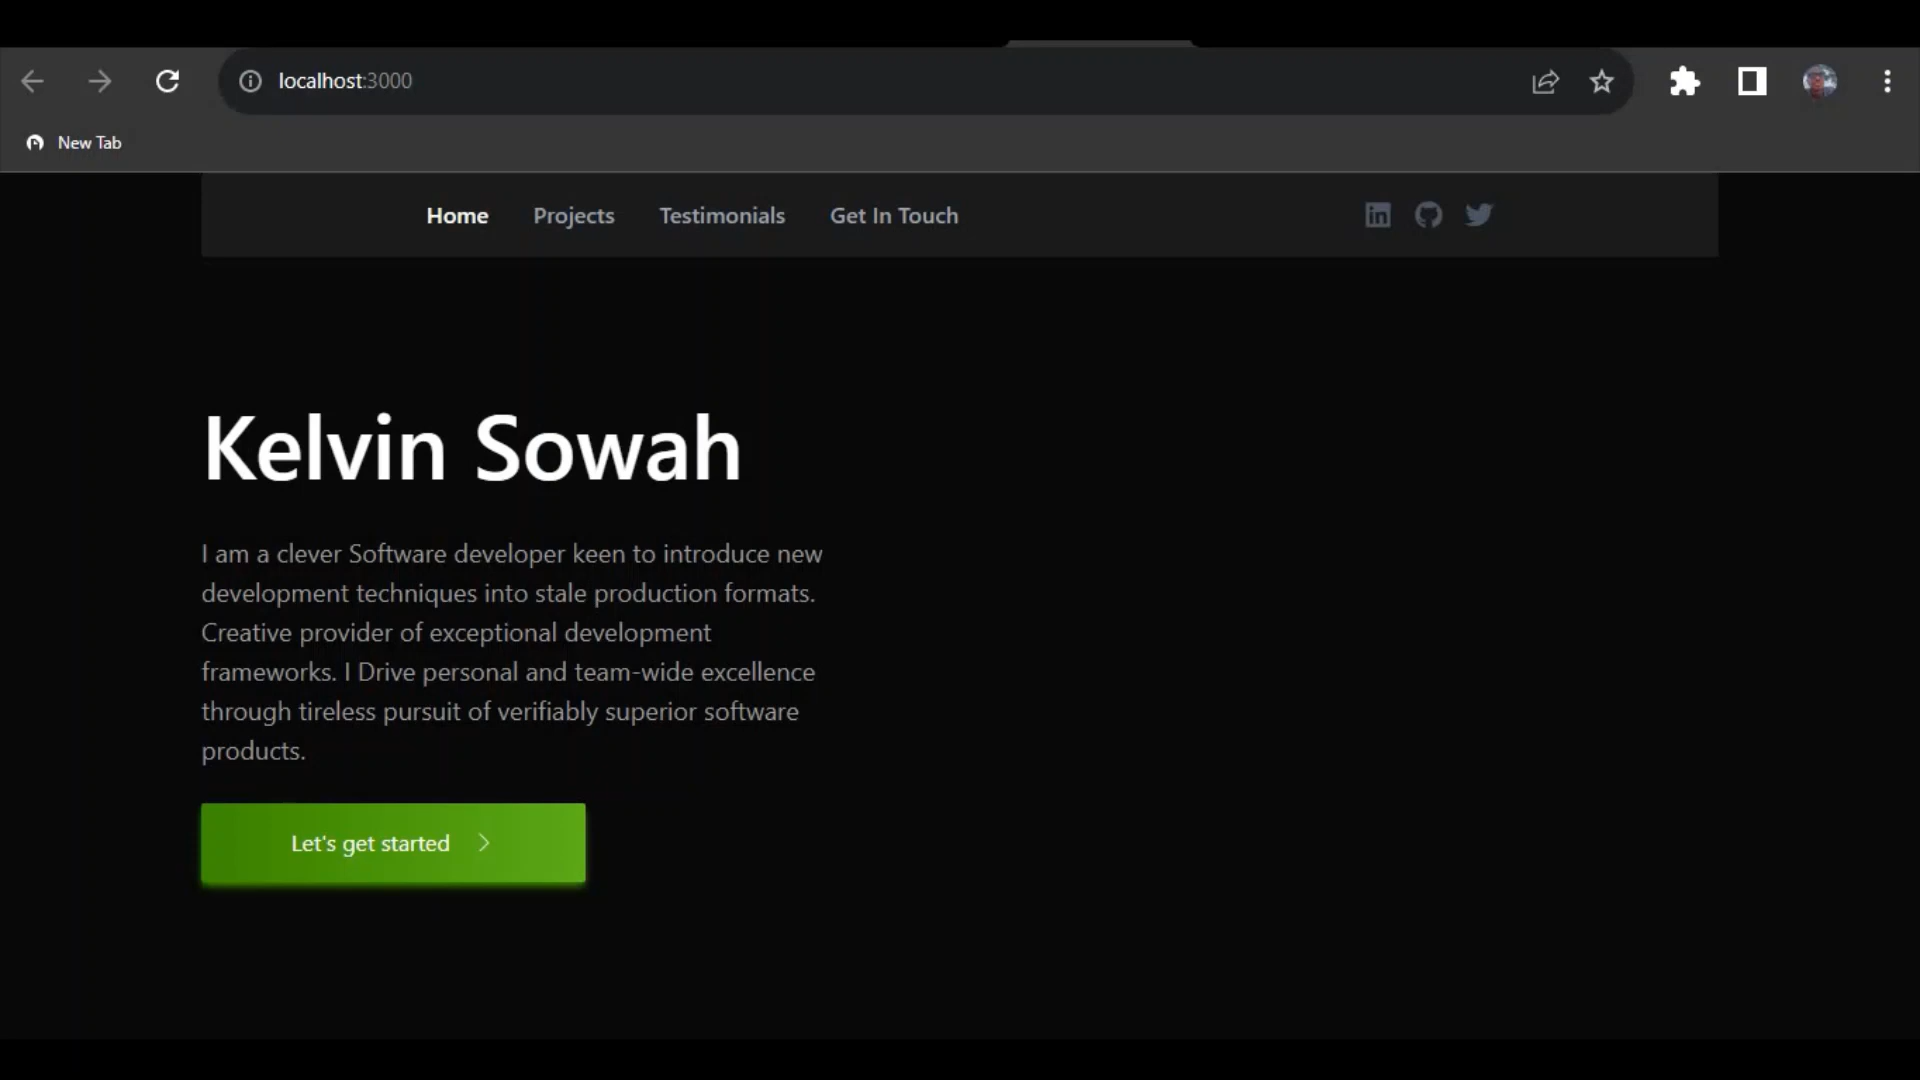 localhost:3000
New Tab
Home Projects Testimonials Get In Touch
Kelvin Sowah
I am a clever Software developer keen to introduce new
development techniques into stale production formats.
Creative provider of exceptional development
frameworks. I Drive personal and team-wide excellence
through tireless pursuit of verifiably superior software
products.
Let's get started